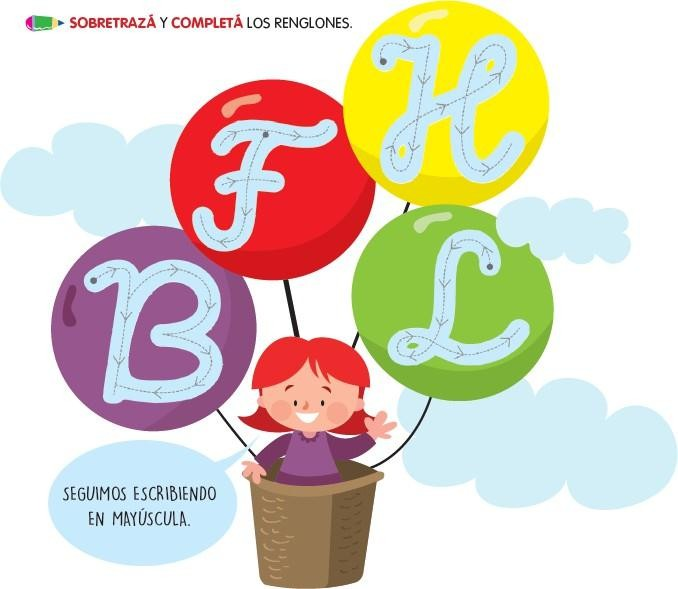 SOBRETRAZÁ Y COMPLETÁ LOS RENGLONES.
H
F
L
B
SEGUIMOS ESCRIBIENDO
EN MAYÚSCULA.